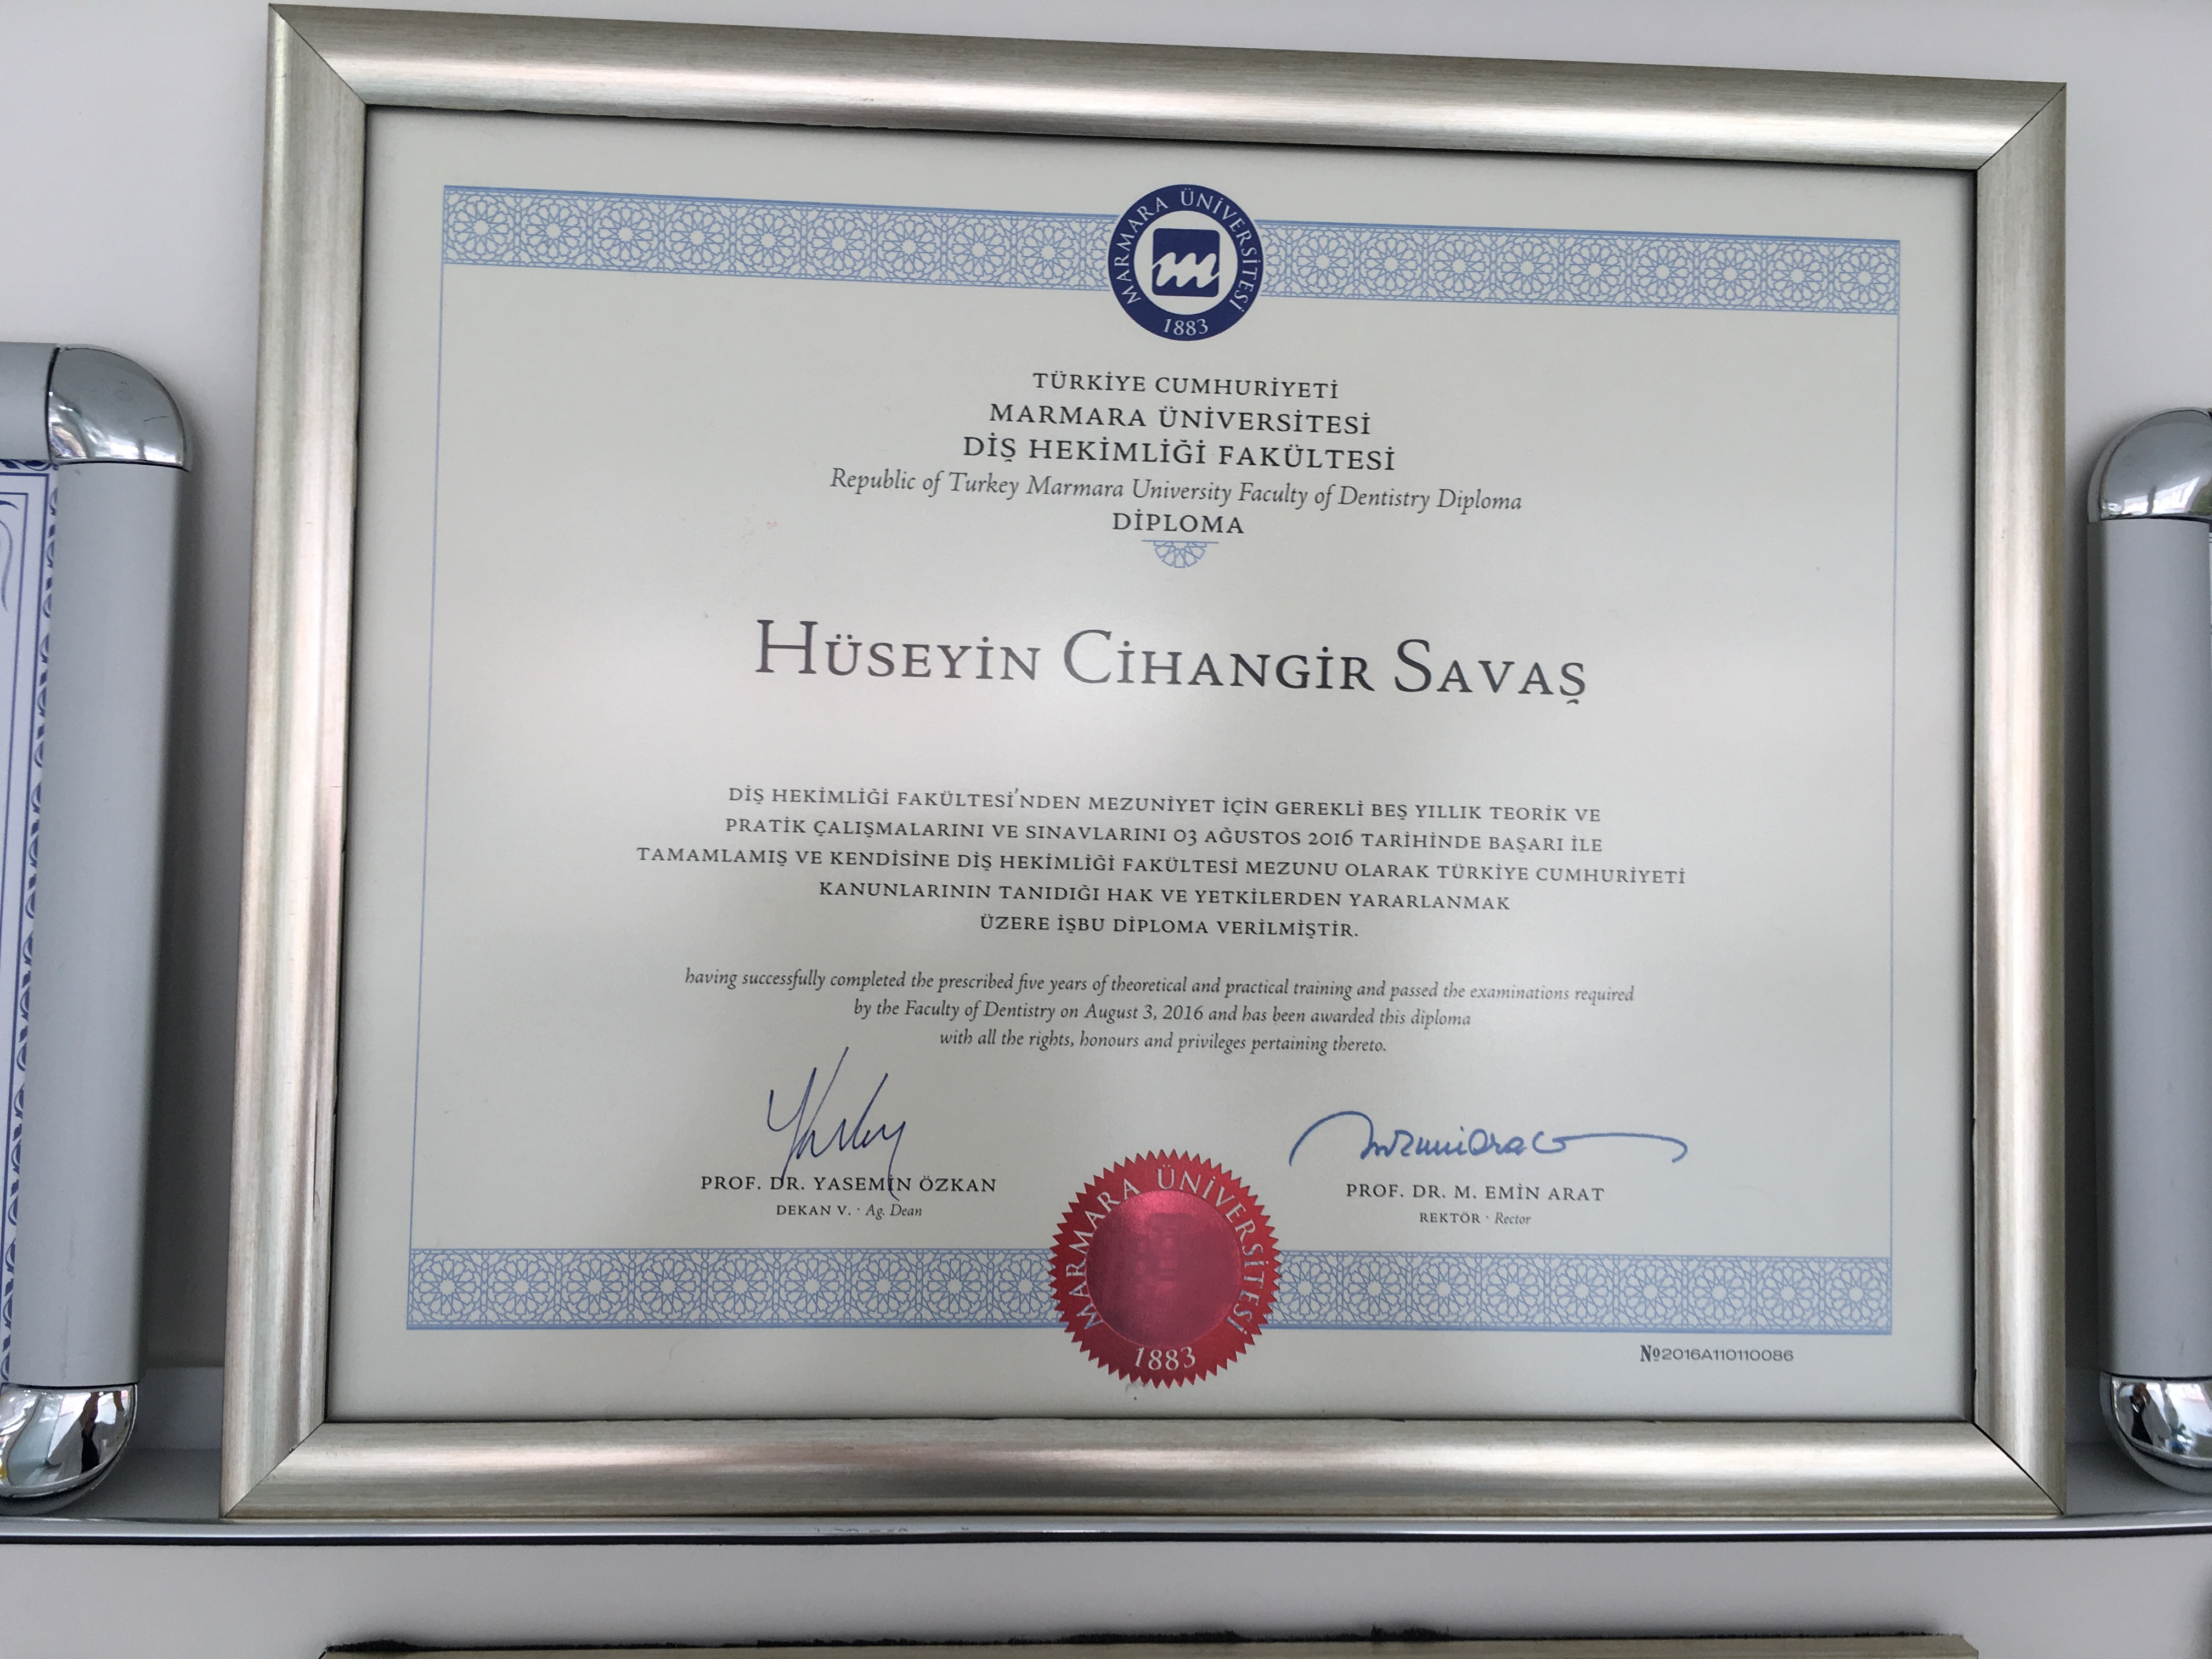 MARMARA ÜNİVERSİTESİ
1883
TÜRKİYE CUMHURİYETİ
MARMARA ÜNİVERSİTESİ
DİŞ HEKİMLİĞİ FAKÜLTESİ
Republic of Turkey Marmara University Faculty of Dentistry Diploma
DİPLOMA
HÜSEYİN CİHANGİR SAVAŞ
DİŞ HEKİMLİĞİ FAKÜLTESİ'NDEN MEZUNİYET İÇİN GEREKLİ BEŞ YILLIK TEORİK VE
PRATİK ÇALIŞMALARINI VE SINAVLARINI 03 AĞUSTOS 2016 TARİHİNDE BAŞARI İLE
TAMAMLAMIŞ VE KENDİSİNE DİŞ HEKİMLİĞİ FAKÜLTESİ MEZUNU OLARAK TÜRKİYE CUMHURİYETİ
KANUNLARININ TANIDIĞI HAK VE YETKİLERDEN YARARLANMAK
ÜZERE İŞBU DİPLOMA VERİLMİŞTİR.
having successfully completed the prescribed five years of theoretical and practical training and passed the examinations required
by the Faculty of Dentistry on August 3, 2016 and has been awarded this diploma
with all the rights, honours and privileges pertaining thereto.
PROF. DR. YASEMİN ÖZKAN
DEKAN V. · Ag. Dean
PROF. DR. M. EMİN ARAT
REKTÖR · Rector
MARMARA ÜNİVERSİTESİ
1883
№2016A110110086